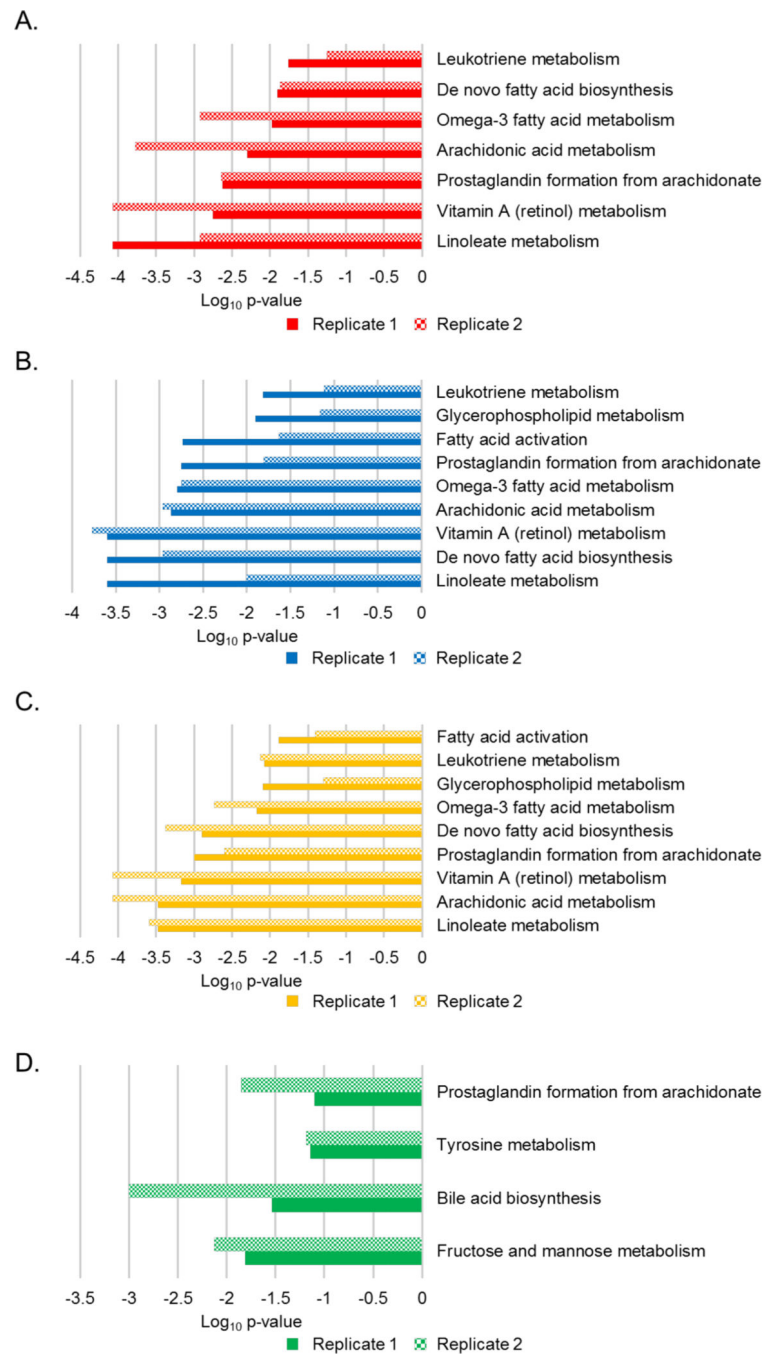 A.
Leukotriene metabolism
De novo fatty acid biosynthesis
Omega-3 fatty acid metabolism
Arachidonic acid metabolism
Prostaglandin formation from arachidonate
Vitamin A (retinol) metabolism
Linoleate metabolism
-4.5 -4 -3.5 -3 -2.5 -2 -1.5 -1 -0.5 0
Log10 p-value
Replicate 1 Replicate 2
B.
Leukotriene metabolism
Glycerophospholipid metabolism
Fatty acid activation
Prostaglandin formation from arachidonate
Omega-3 fatty acid metabolism
Arachidonic acid metabolism
Vitamin A (retinol) metabolism
De novo fatty acid biosynthesis
Linoleate metabolism
-4 -3.5 -3 -2.5 -2 -1.5 -1 -0.5 0
Log10 p-value
Replicate 1 Replicate 2
C.
Fatty acid activation
Leukotriene metabolism
Glycerophospholipid metabolism
Omega-3 fatty acid metabolism
De novo fatty acid biosynthesis
Prostaglandin formation from arachidonate
Vitamin A (retinol) metabolism
Arachidonic acid metabolism
Linoleate metabolism
-4.5 -4 -3.5 -3 -2.5 -2 -1.5 -1 -0.5 0
Log10 p-value
Replicate 1 Replicate 2
D.
Prostaglandin formation from arachidonate
Tyrosine metabolism
Bile acid biosynthesis
Fructose and mannose metabolism
-3.5 -3 -2.5 -2 -1.5 -1 -0.5 0
Log10 p-value
Replicate 1 Replicate 2